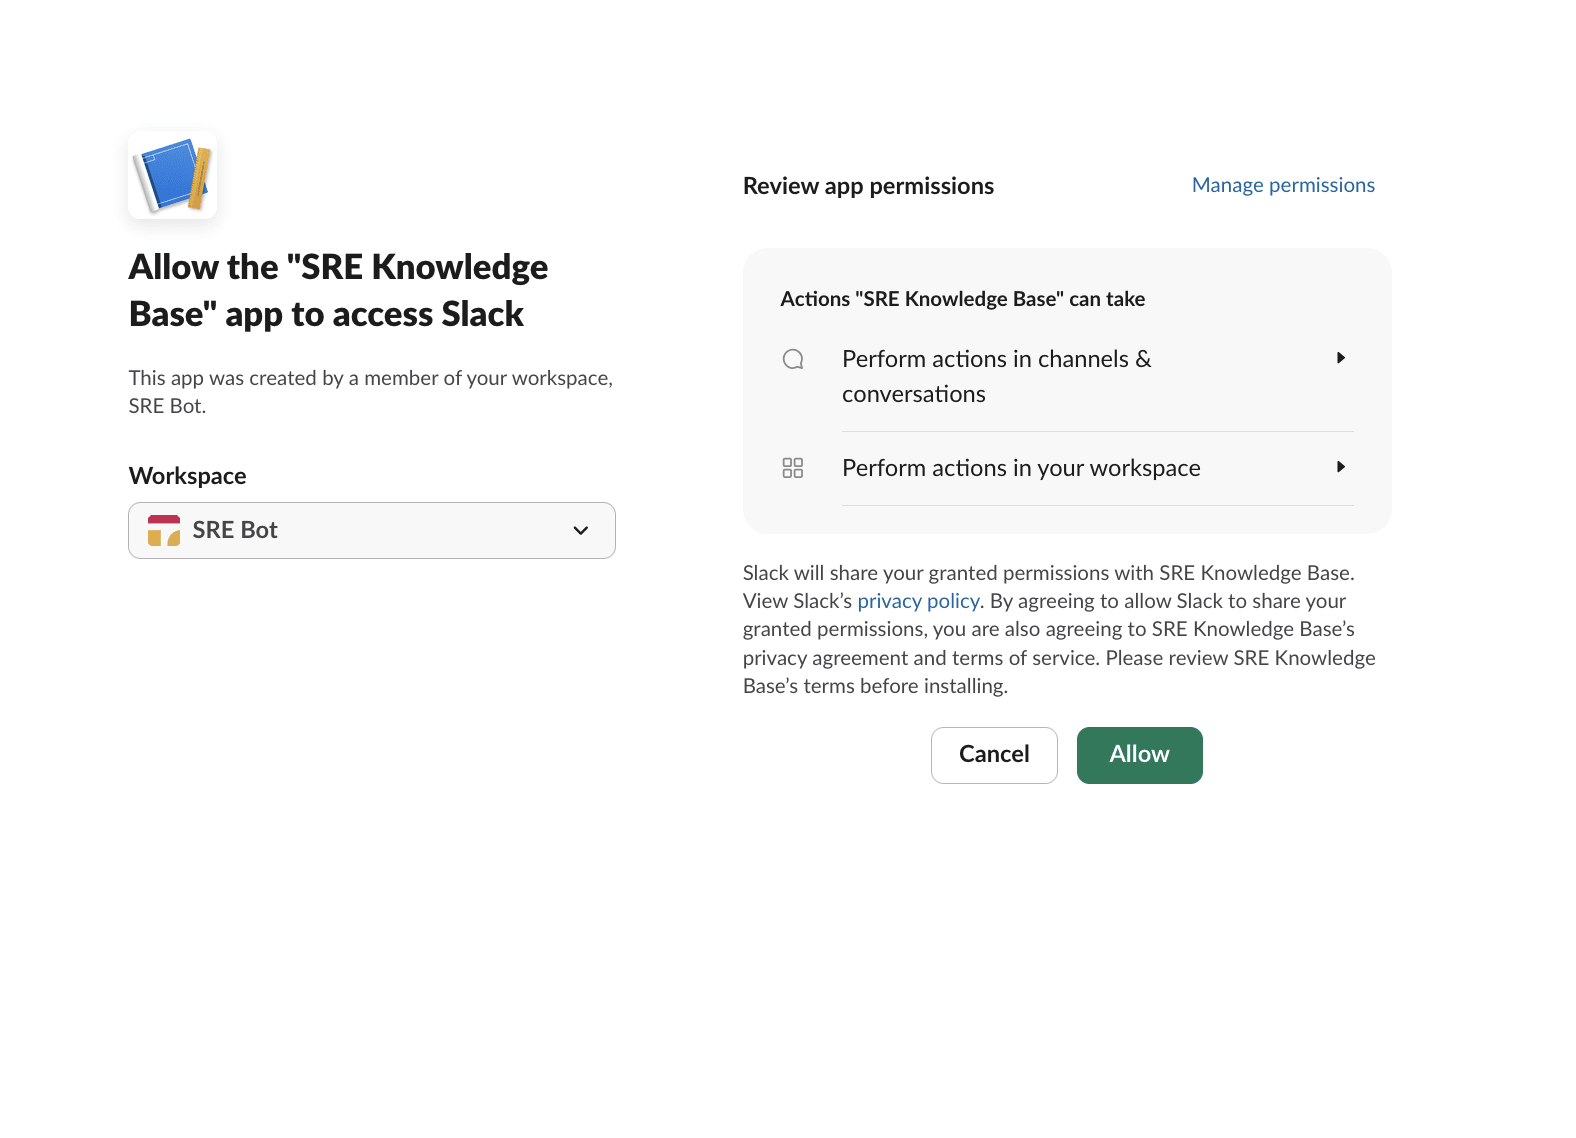 Allow the "SRE Knowledge
Base" app to access Slack
This app was created by a member of your workspace,
SRE Bot.
Workspace
SRE Bot
Review app permissions
Manage permissions
Actions "SRE Knowledge Base" can take
Perform actions in channels &
conversations
Perform actions in your workspace
Slack will share your granted permissions with SRE Knowledge Base.
View Slack’s privacy policy. By agreeing to allow Slack to share your
granted permissions, you are also agreeing to SRE Knowledge Base’s
privacy agreement and terms of service. Please review SRE Knowledge
Base’s terms before installing.
Cancel
Allow